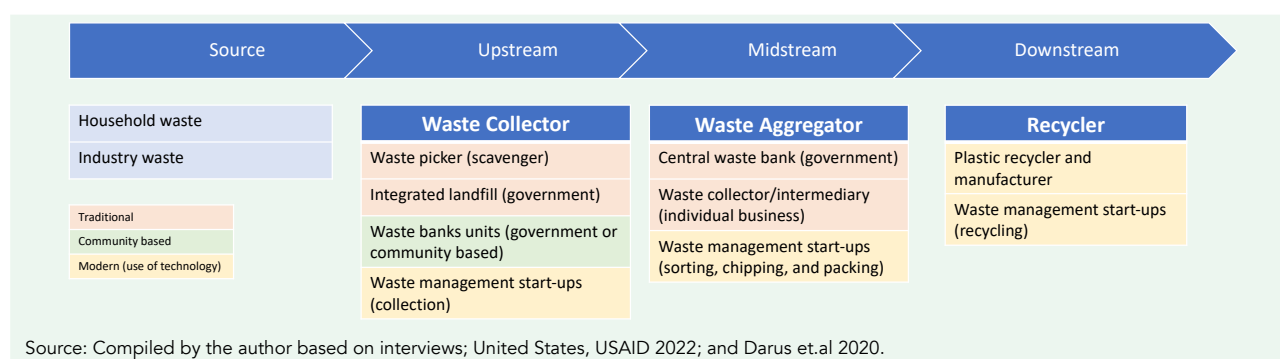 Source
Upstream
Midstream
Downstream
Household waste
Industry waste
Traditional
Community based
Modern (use of technology)
Waste Collector
Waste picker (scavenger)
Integrated landfill (government)
Waste banks units (government or
community based)
Waste management start-ups
(collection)
Waste Aggregator
Central waste bank (government)
Waste collector/intermediary
(individual business)
Waste management start-ups
(sorting, chipping, and packing)
Recycler
Plastic recycler and
manufacturer
Waste management start-ups
(recycling)
Source: Compiled by the author based on interviews; United States, USAID 2022; and Darus et.al 2020.